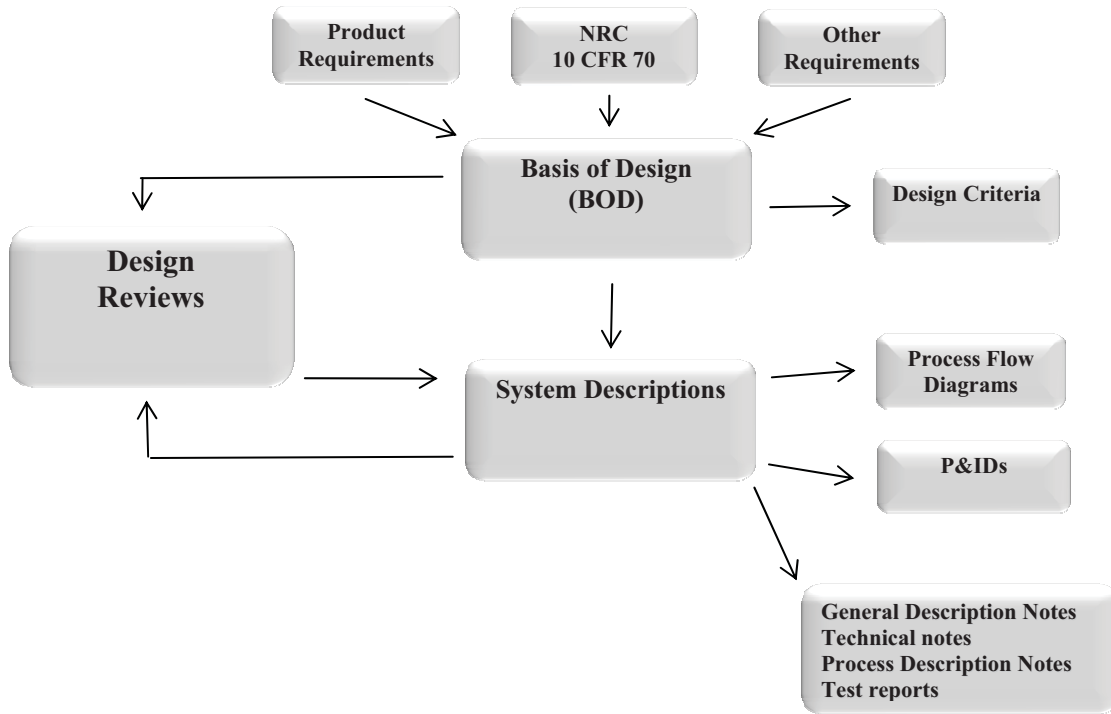 Product
Requirements
NRC
10 CFR 70
Other
Requirements
Basis of Design
(BOD)
Design Criteria
Design
Reviews
System Descriptions
Process Flow
Diagrams
P&IDs
General Description Notes
Technical notes
Process Description Notes
Test reports